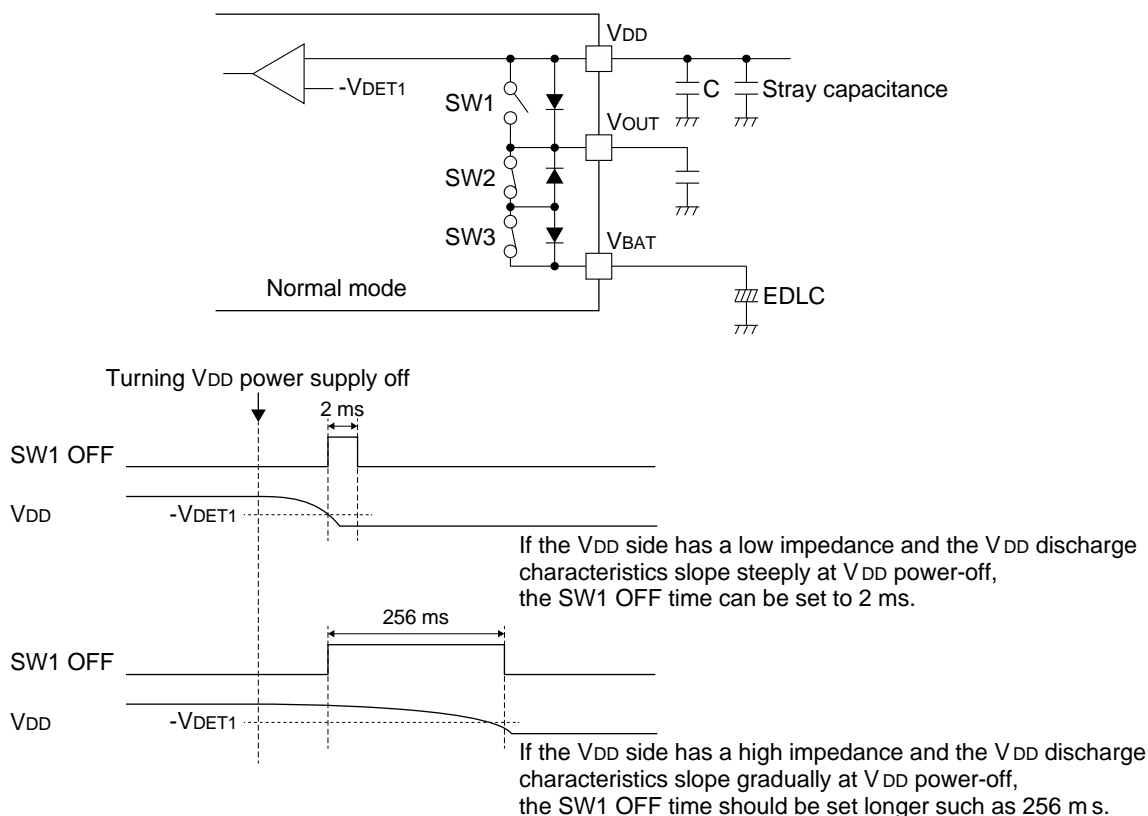 VDD
-VDET1
C
Stray capacitance
SW1
VOUT
SW2
SW3
VBAT
Normal mode
EDLC
Turning VDD power supply off
2 ms
SW1 OFF
VDD
-VDET1
If the VDD side has a low impedance and the VDD discharge
characteristics slope steeply at VDD power-off,
the SW1 OFF time can be set to 2 ms.
256 ms
SW1 OFF
VDD
-VDET1
If the VDD side has a high impedance and the VDD discharge
characteristics slope gradually at VDD power-off,
the SW1 OFF time should be set longer such as 256 ms.